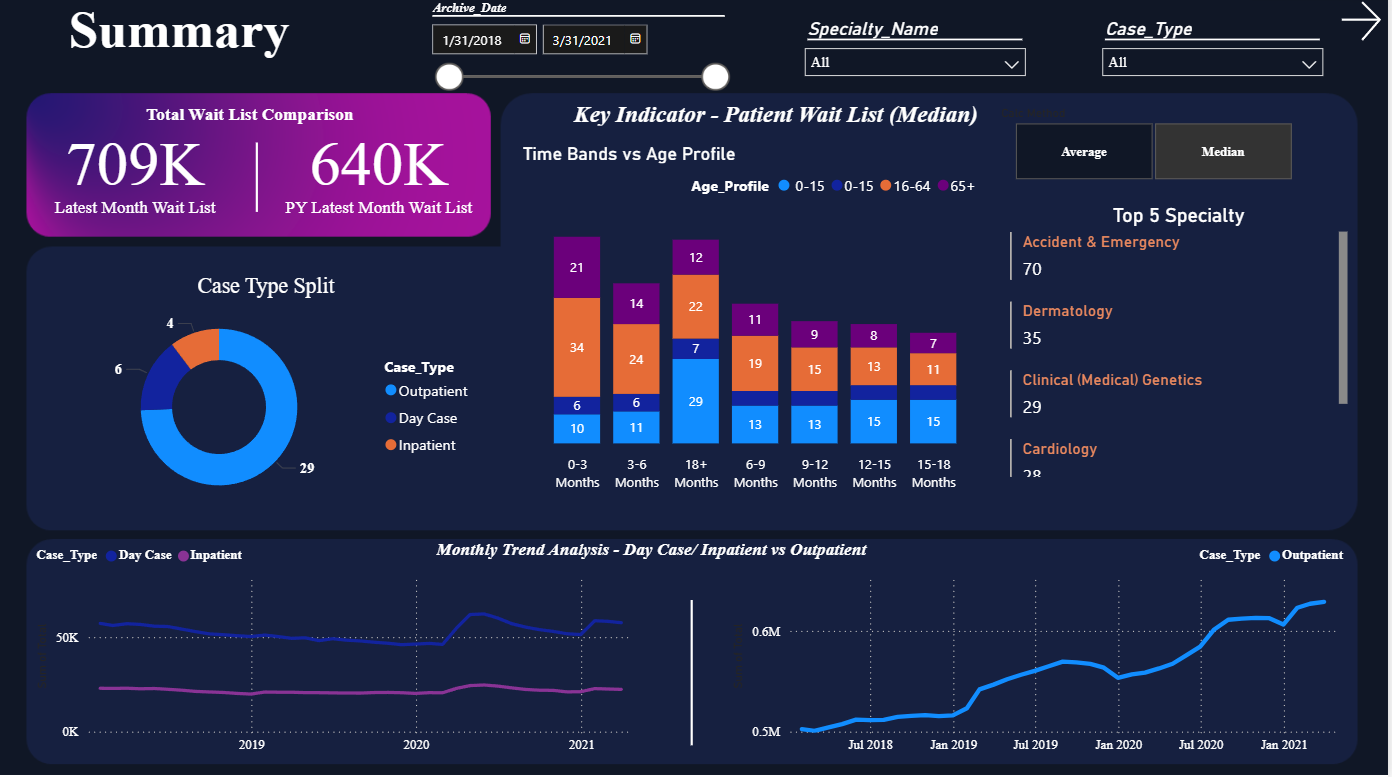 Summary
Archive_Date
1/31/2018
3/31/2021
Specialty_Name
All
Case_Type
All
Total Wait List Comparison
709K
640K
Latest Month Wait List
PY Latest Month Wait List
Key Indicator - Patient Wait List (Median)
Time Bands vs Age Profile
Age_Profile 0-15 0-15 16-64 65+
Average
Median
21 34 6 10
14 24 6 11
12 22 7 29
11 19 13
9 15 13
8 13 15
7 11 15
0-3 Months
3-6 Months
18+ Months
6-9 Months
9-12 Months
12-15 Months
15-18 Months
Top 5 Specialty
Accident & Emergency
70
Dermatology
35
Clinical (Medical) Genetics
29
Cardiology
28
Case Type Split
4
6
29
Case_Type
Outpatient
Day Case
Inpatient
Case_Type Day Case Inpatient
Monthly Trend Analysis - Day Case/ Inpatient vs Outpatient
Case_Type Outpatient
50K
0K
2019 2020 2021
0.6M
0.5M
Jul 2018 Jan 2019 Jul 2019 Jan 2020 Jul 2020 Jan 2021